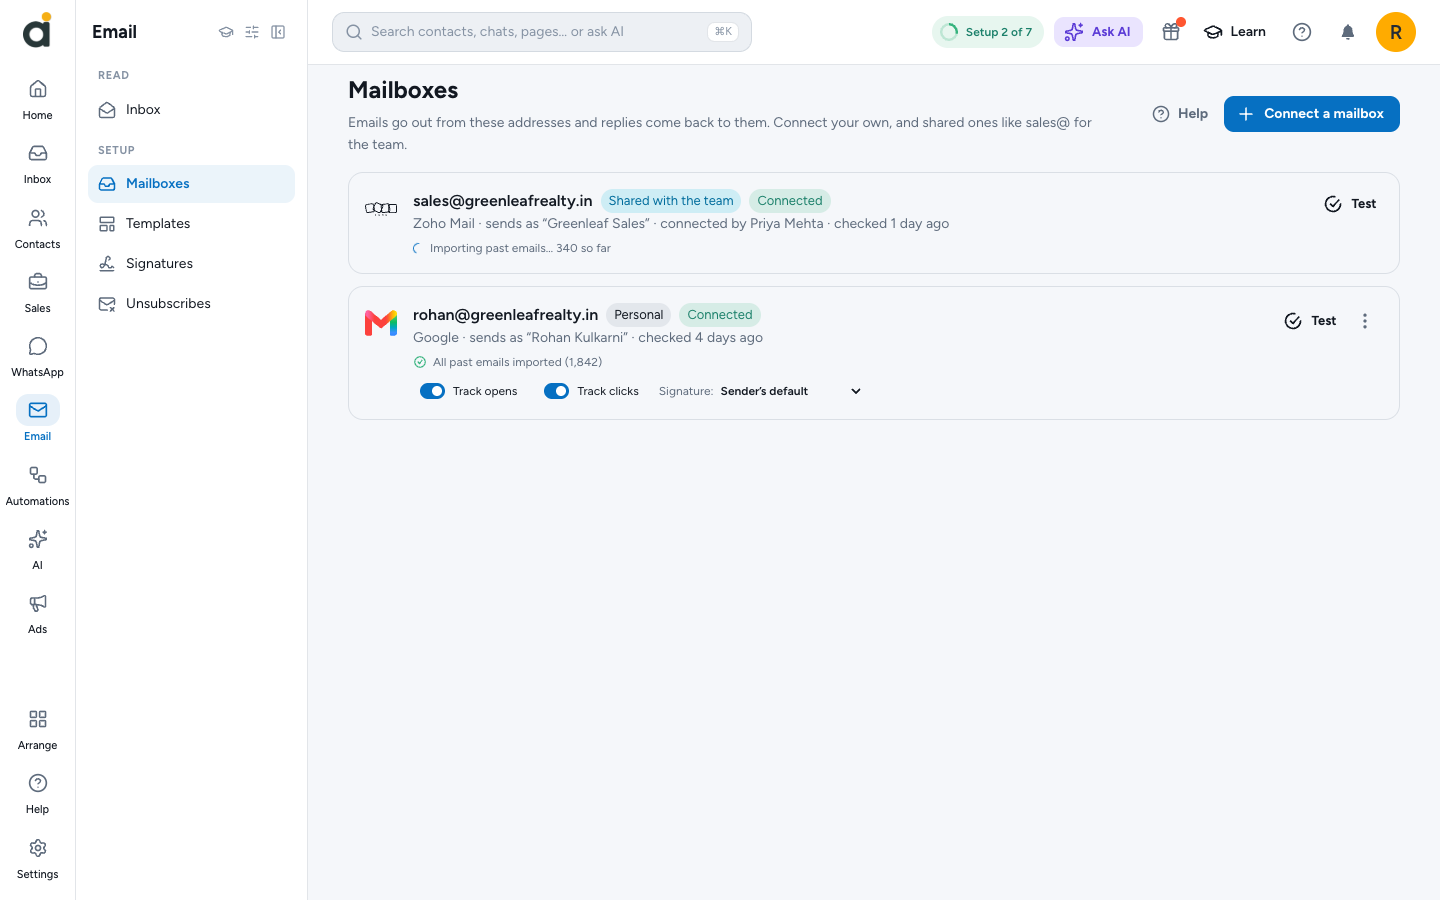 Email
Search contacts, chats, pages... or ask AI
⌘K
Setup 2 of 7
Ask AI
Learn
R
Home
Inbox
Contacts
Sales
WhatsApp
Email
Automations
AI
Ads
Arrange
Help
Settings
READ
Inbox
SETUP
Mailboxes
Templates
Signatures
Unsubscribes
Mailboxes
Emails go out from these addresses and replies come back to them. Connect your own, and shared ones like sales@ for
the team.
Help
Connect a mailbox
sales@greenleafrealty.in Shared with the team Connected
Zoho Mail · sends as “Greenleaf Sales” · connected by Priya Mehta · checked 1 day ago
Importing past emails... 340 so far
Test
rohan@greenleafrealty.in Personal Connected
Google · sends as “Rohan Kulkarni” · checked 4 days ago
All past emails imported (1,842)
Track opens Track clicks Signature: Sender’s default
Test